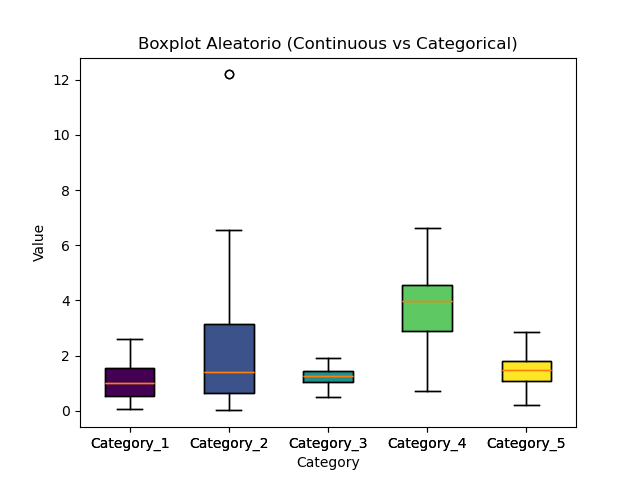 Boxplot Aleatorio (Continuous vs Categorical)
12
10
8
6
4
2
0
Value
Category_1 Category_2 Category_3 Category_4 Category_5
Category